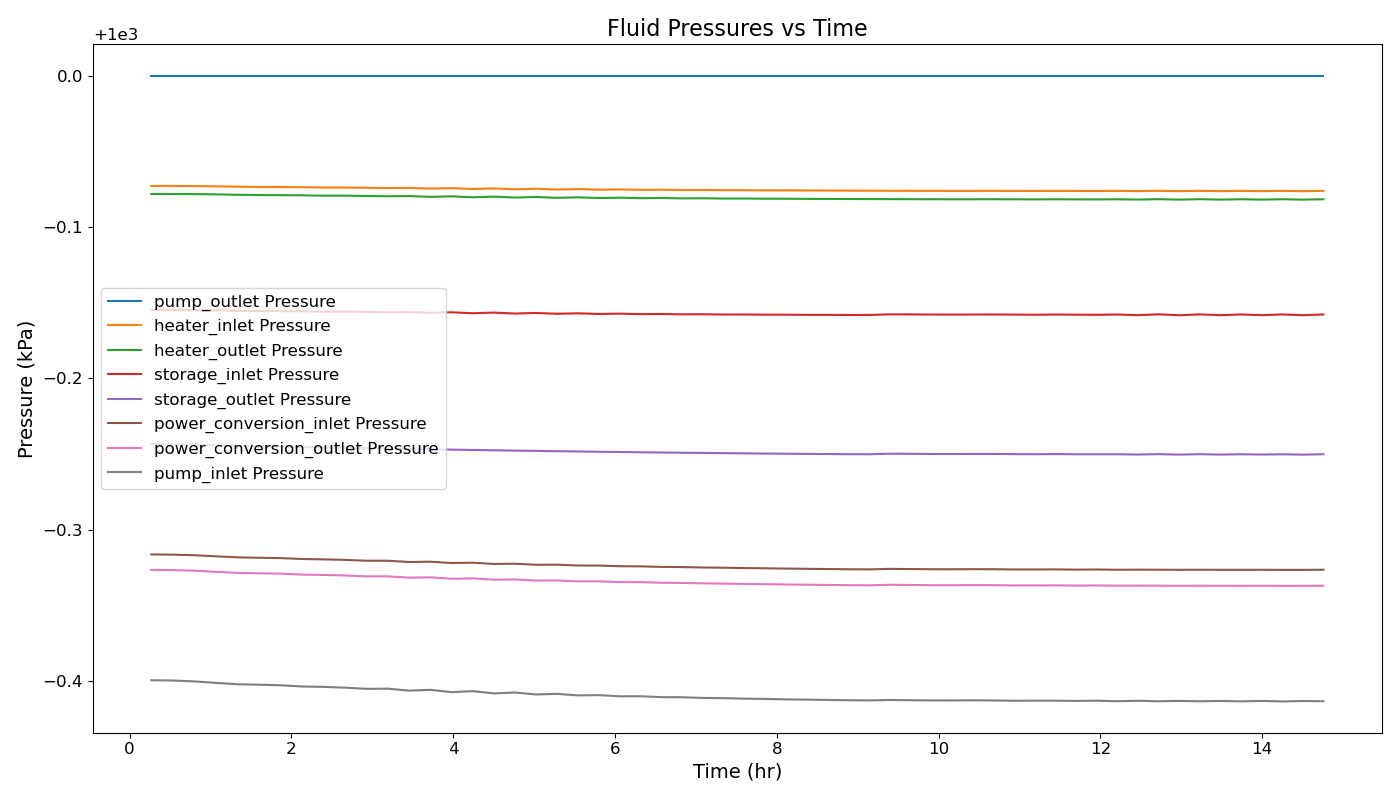 Fluid Pressures vs Time
+1e3
0.0
−0.1
−0.2
−0.3
−0.4
Pressure (kPa)
pump_outlet Pressure
heater_inlet Pressure
heater_outlet Pressure
storage_inlet Pressure
storage_outlet Pressure
power_conversion_inlet Pressure
power_conversion_outlet Pressure
pump_inlet Pressure
0 2 4 6 8 10 12 14
Time (hr)